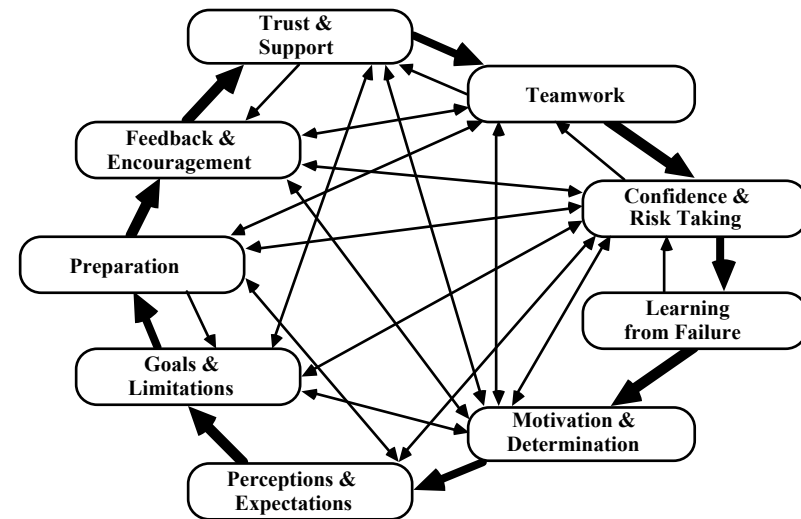 Trust &
Support
Teamwork
Feedback &
Encouragement
Confidence &
Risk Taking
Preparation
Learning
from Failure
Goals &
Limitations
Motivation &
Determination
Perceptions &
Expectations